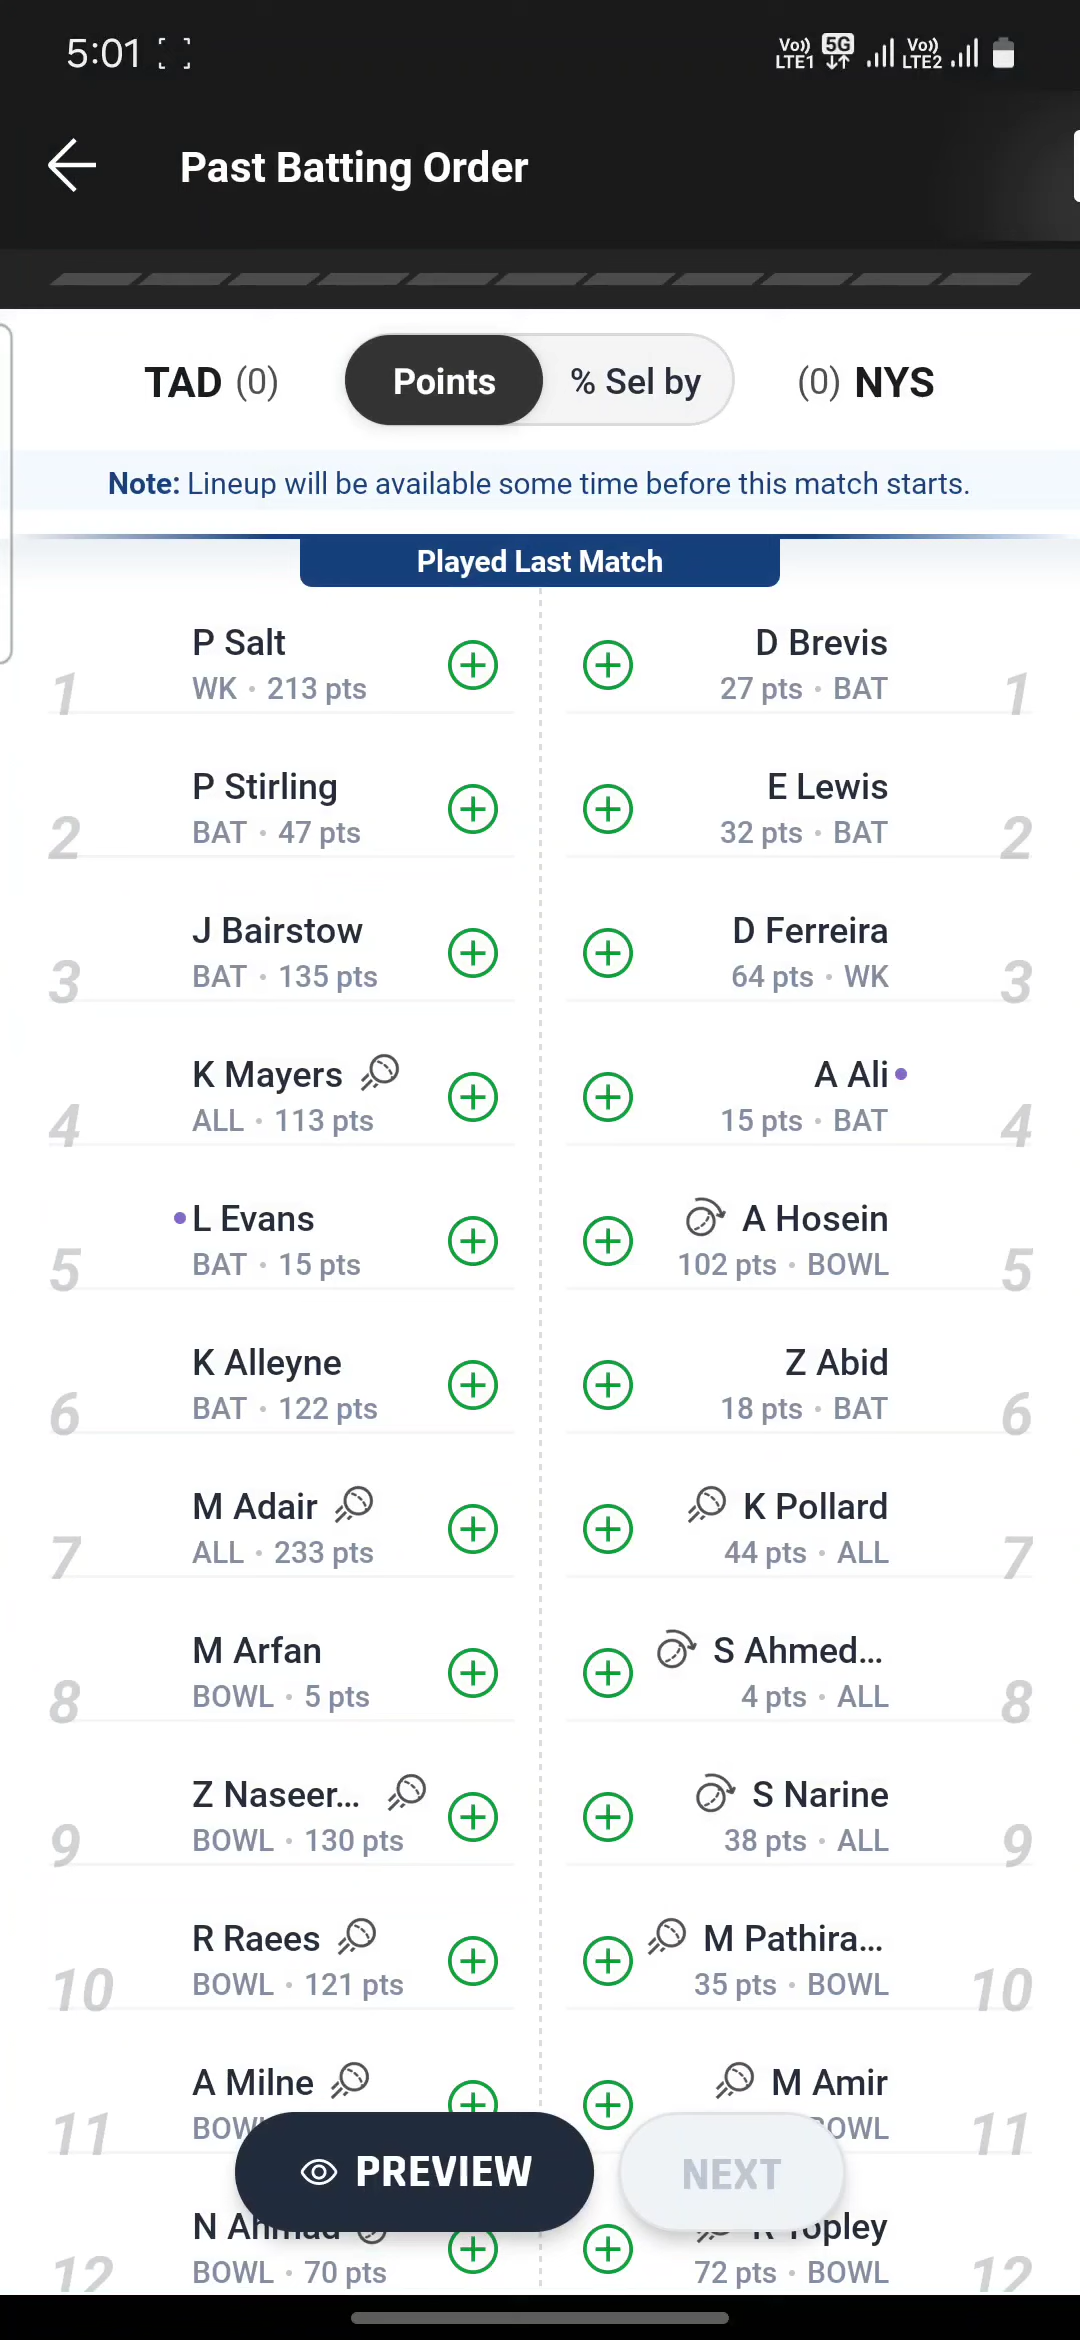 5:01
Vo)) LTE1 5G Vo)) LTE2
Past Batting Order
TAD (0) Points % Sel by (0) NYS
Note: Lineup will be available some time before this match starts.
Played Last Match
1 P Salt
WK • 213 pts
D Brevis 1
27 pts • BAT
2 P Stirling
BAT • 47 pts
E Lewis 2
32 pts • BAT
3 J Bairstow
BAT • 135 pts
D Ferreira 3
64 pts • WK
4 K Mayers
ALL • 113 pts
A Ali 4
15 pts • BAT
5 L Evans
BAT • 15 pts
A Hosein 5
102 pts • BOWL
6 K Alleyne
BAT • 122 pts
Z Abid 6
18 pts • BAT
7 M Adair
ALL • 233 pts
K Pollard 7
44 pts • ALL
8 M Arfan
BOWL • 5 pts
S Ahmed... 8
4 pts • ALL
9 Z Naseer...
BOWL • 130 pts
S Narine 9
38 pts • ALL
10 R Raees
BOWL • 121 pts
M Pathira... 10
35 pts • BOWL
11 A Milne
M Amir 11
PREVIEW NEXT
12 N Ahmad
BOWL • 70 pts
R Topley 12
72 pts • BOWL